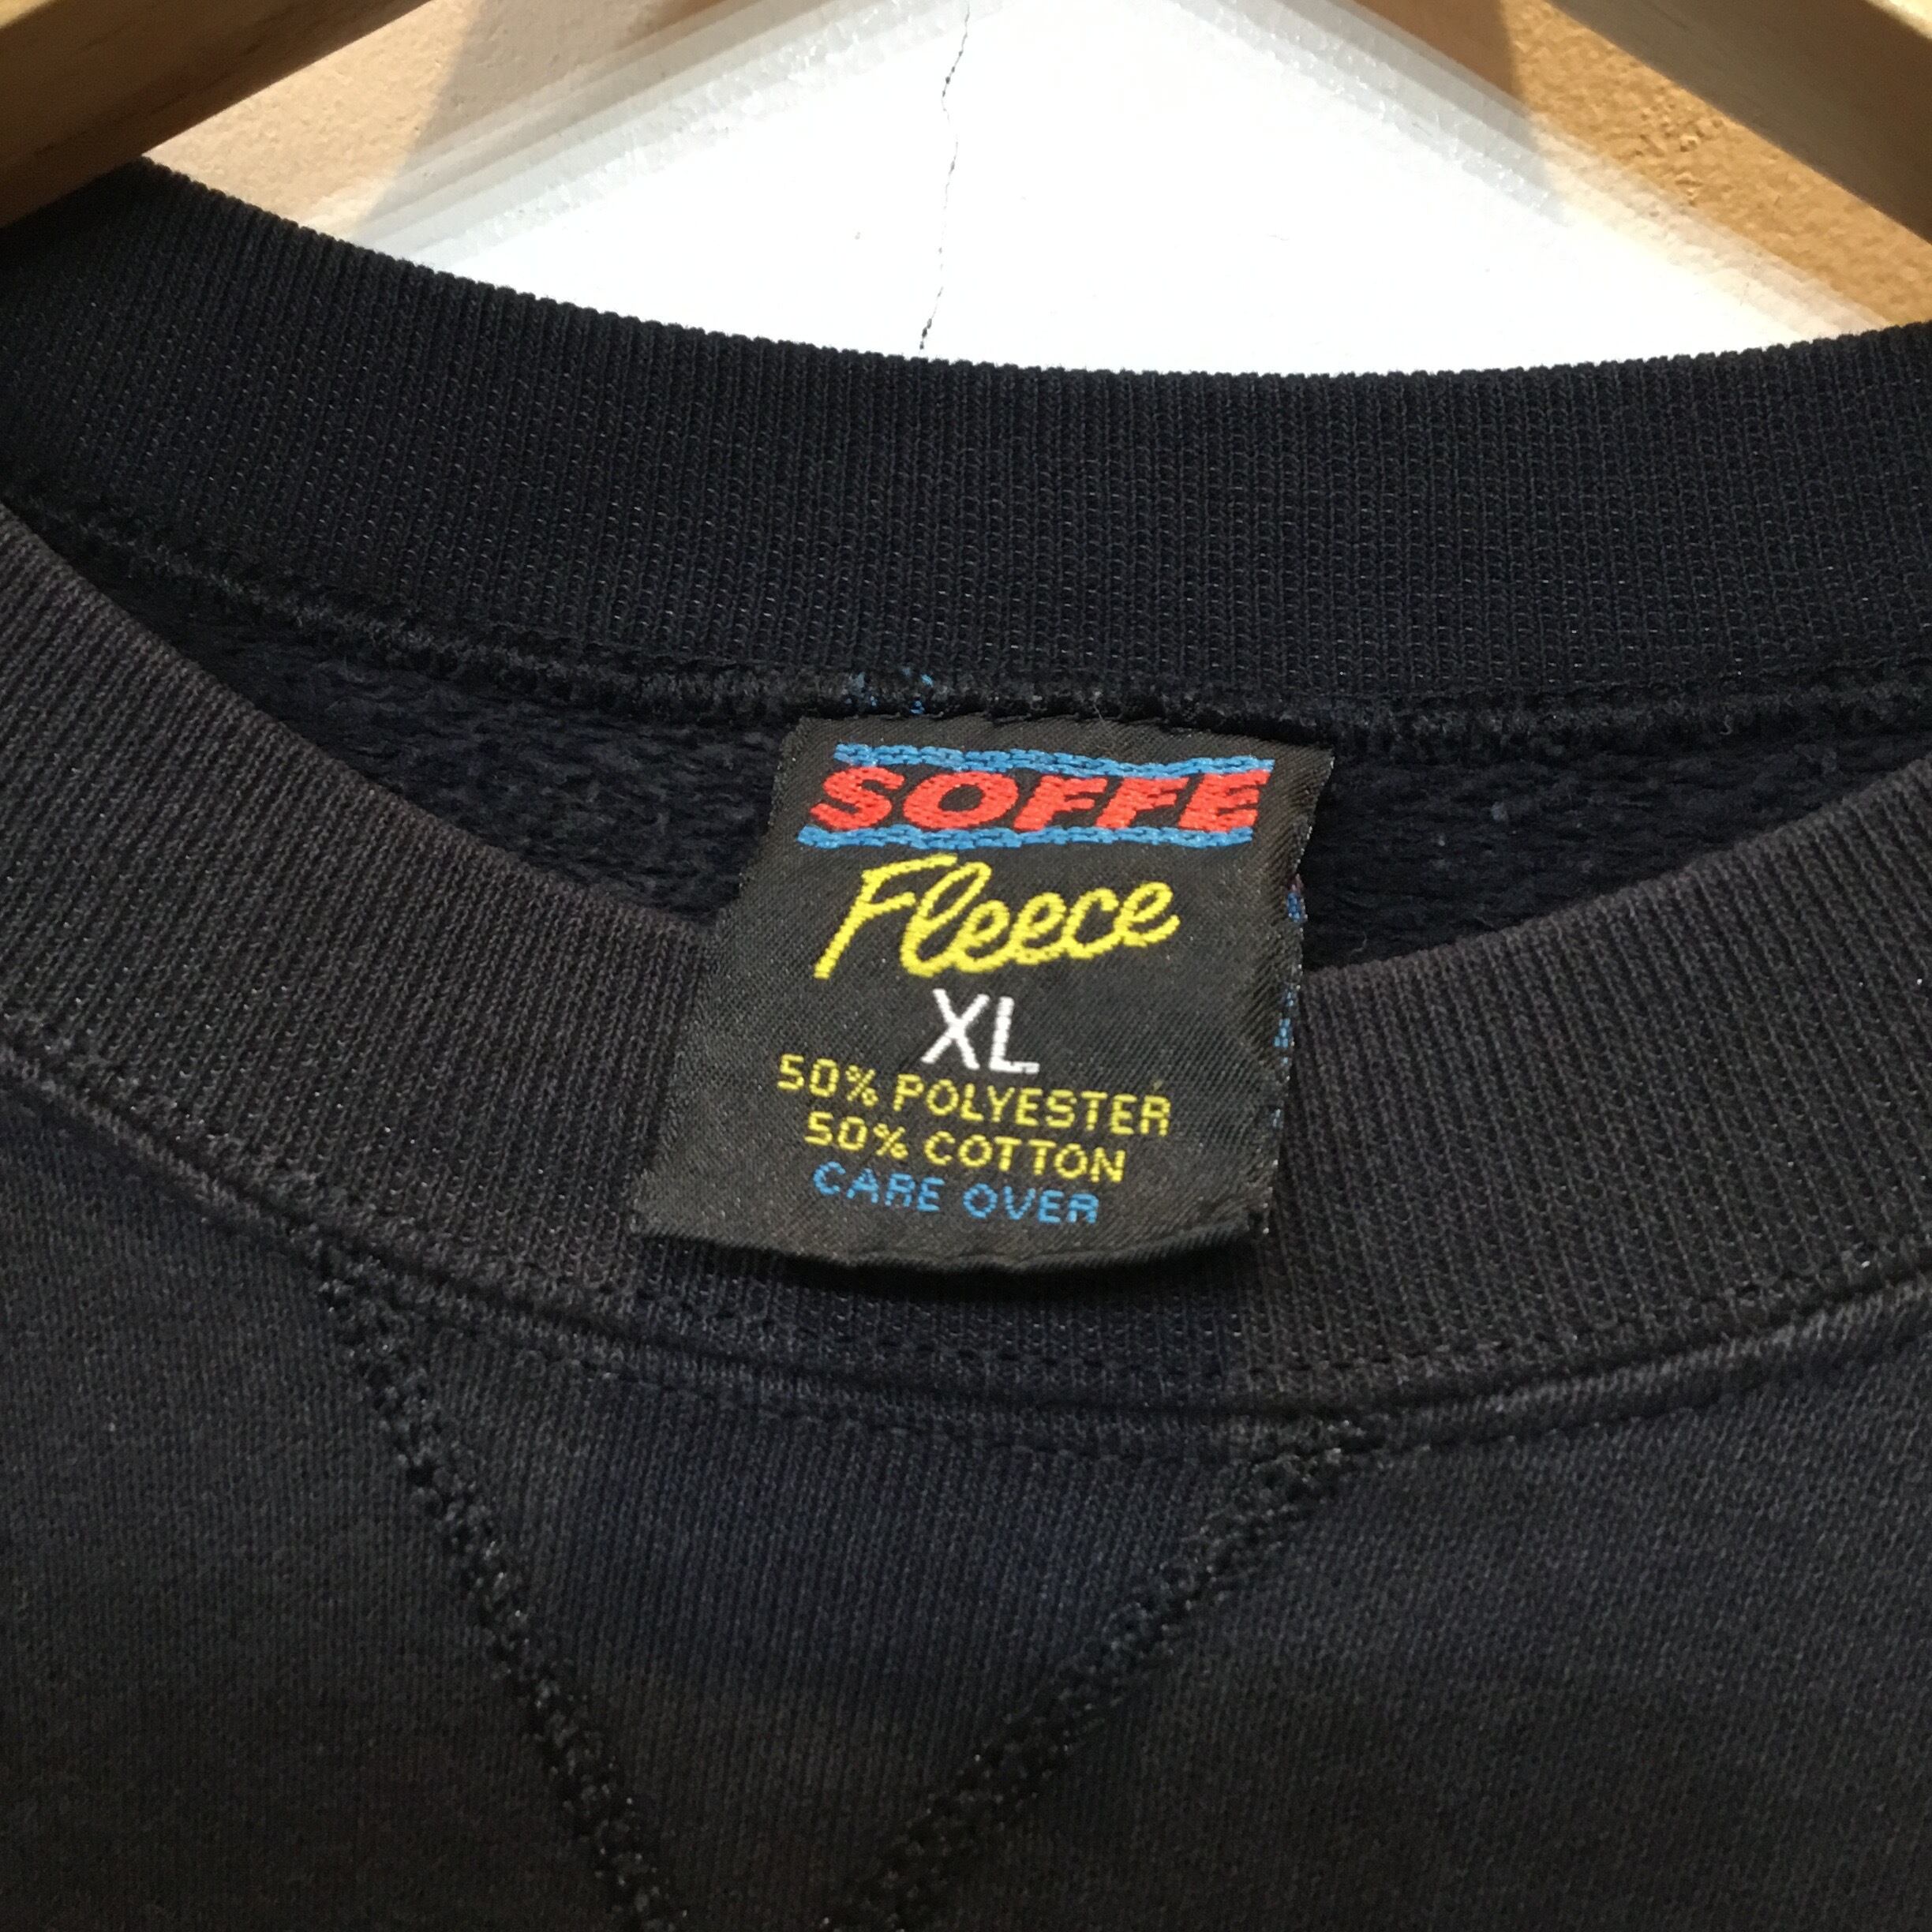 SOFFE
Fleece
XL
50% POLYESTER
50% COTTON
CARE OVER